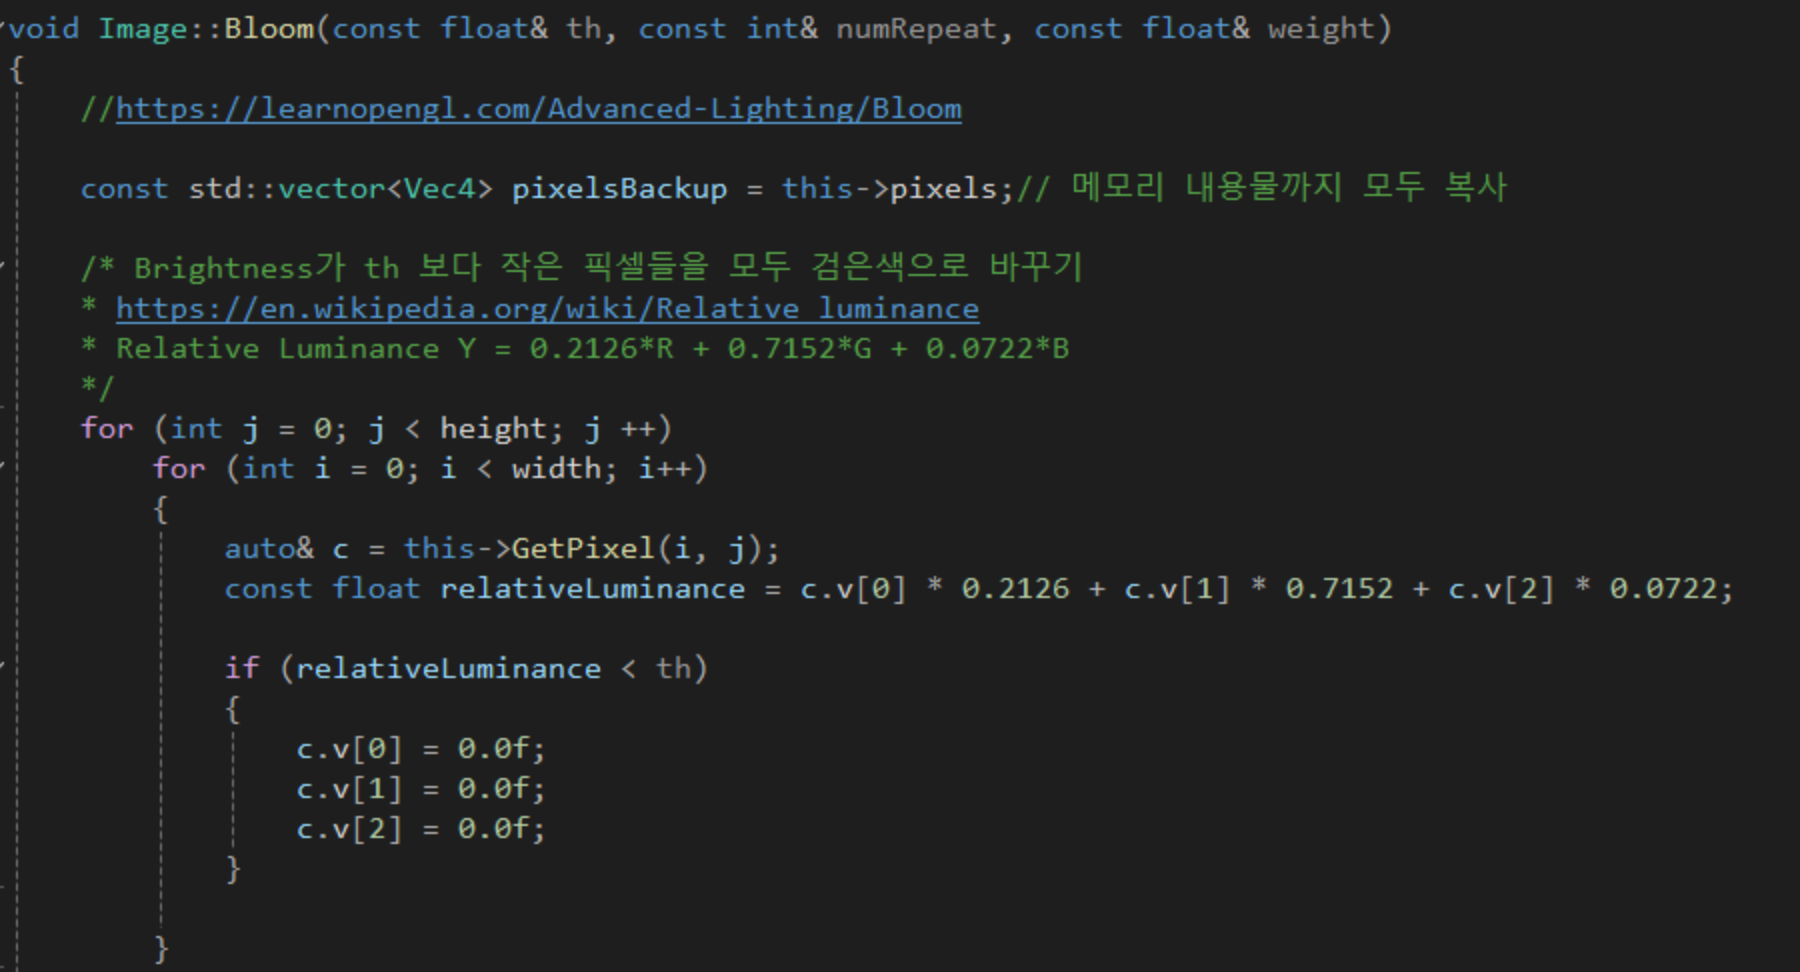 void Image::Bloom(const float& th, const int& numRepeat, const float& weight)
{
//https://learnopengl.com/Advanced-Lighting/Bloom
const std::vector<Vec4> pixelsBackup = this->pixels;// 메모리 내용물까지 모두 복사
/* Brightness가 th 보다 작은 픽셀들을 모두 검은색으로 바꾸기
* https://en.wikipedia.org/wiki/Relative_luminance
* Relative Luminance Y = 0.2126*R + 0.7152*G + 0.0722*B
*/
for (int j = 0; j < height; j ++)
for (int i = 0; i < width; i++)
{
auto& c = this->GetPixel(i, j);
const float relativeLuminance = c.v[0] * 0.2126 + c.v[1] * 0.7152 + c.v[2] * 0.0722;
if (relativeLuminance < th)
{
c.v[0] = 0.0f;
c.v[1] = 0.0f;
c.v[2] = 0.0f;
}
}